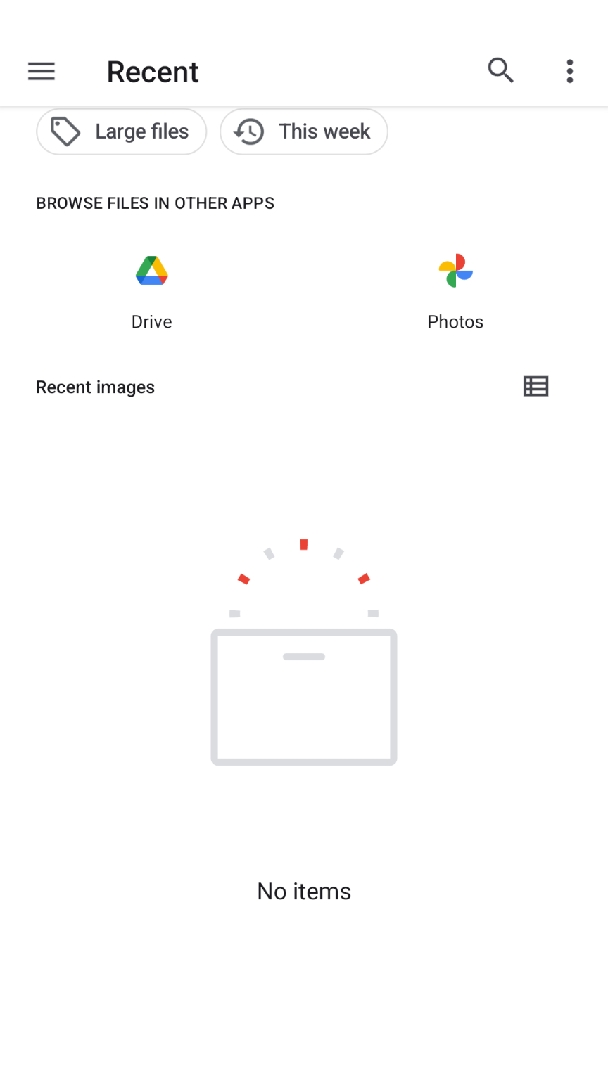 Recent
Large files
This week
BROWSE FILES IN OTHER APPS
Drive
Photos
Recent images
No items